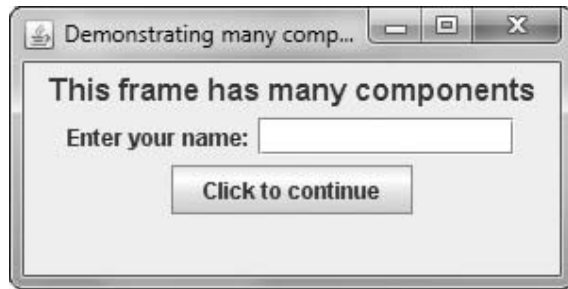 Demonstrating many comp...
This frame has many components
Enter your name:
Click to continue